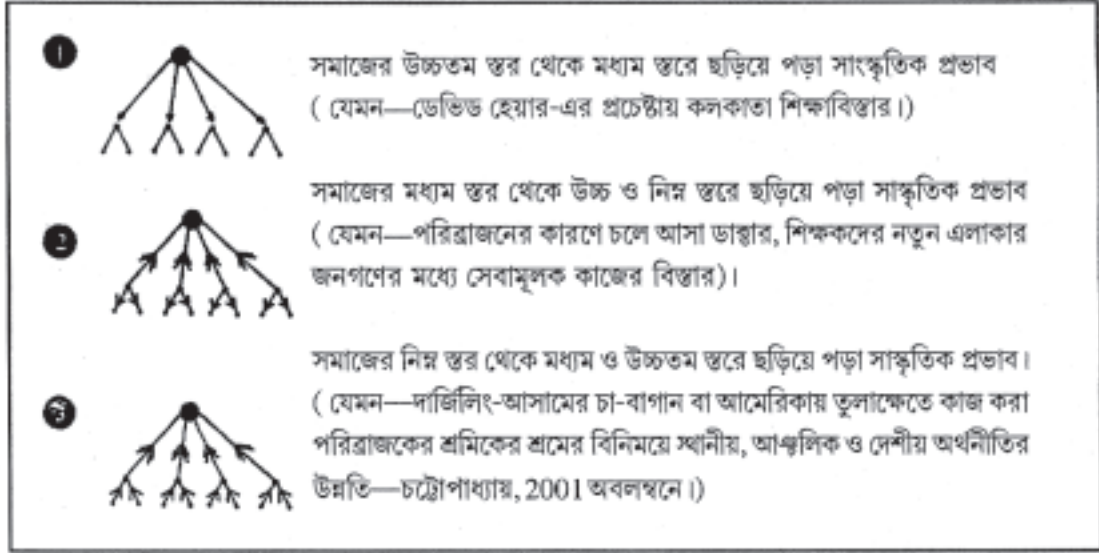 ১
সমাজের উচ্চতম স্তর থেকে মধ্যম স্তরে ছড়িয়ে পড়া সাংস্কৃতিক প্রভাব
( যেমন—ডেভিড হেয়ার-এর প্রচেষ্টায় কলকাতা শিক্ষাবিস্তার।)
২
সমাজের মধ্যম স্তর থেকে উচ্চ ও নিম্ন স্তরে ছড়িয়ে পড়া সাস্কৃতিক প্রভাব
( যেমন—পরিব্রাজনের কারণে চলে আসা ডাক্তার, শিক্ষকদের নতুন এলাকার
জনগণের মধ্যে সেবামূলক কাজের বিস্তার)।
৩
সমাজের নিম্ন স্তর থেকে মধ্যম ও উচ্চতম স্তরে ছড়িয়ে পড়া সাস্কৃতিক প্রভাব।
( যেমন—দার্জিলিং-আসামের চা-বাগান বা আমেরিকায় তুলাক্ষেতে কাজ করা
পরিব্রাজকের শ্রমিকের শ্রমের বিনিময়ে স্থানীয়, আঞ্চলিক ও দেশীয় অর্থনীতির
উন্নতি—চট্টোপাধ্যায়, 2001 অবলম্বনে।)